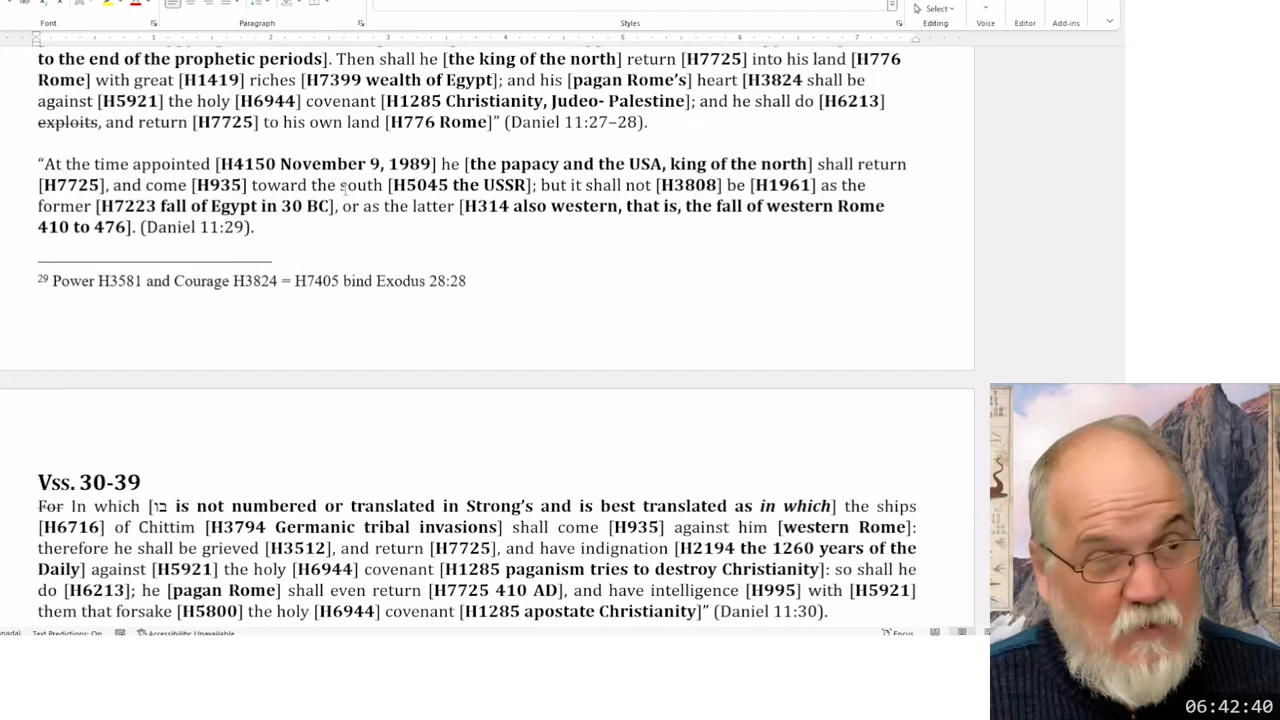 Select
Font
Paragraph
Styles
Editing
Voice
Editor
Add-ins
1 2 3 4 5 6 7
to the end of the prophetic periods]. Then shall he [the king of the north] return [H7725] into his land [H776
Rome] with great [H1419] riches [H7399 wealth of Egypt]; and his [pagan Rome’s] heart [H3824 shall be
against [H5921] the holy [H6944] covenant [H1285 Christianity, Judeo- Palestine]; and he shall do [H6213]
exploits, and return [H7725] to his own land [H776 Rome]” (Daniel 11:27–28).
“At the time appointed [H4150 November 9, 1989] he [the papacy and the USA, king of the north] shall return
[H7725], and come [H935] toward the south [H5045 the USSR]; but it shall not [H3808] be [H1961] as the
former [H7223 fall of Egypt in 30 BC], or as the latter [H314 also western, that is, the fall of western Rome
410 to 476]. (Daniel 11:29).
29 Power H3581 and Courage H3824 = H7405 bind Exodus 28:28
Vss. 30-39
For In which [בו is not numbered or translated in Strong’s and is best translated as in which] the ships
[H6716] of Chittim [H3794 Germanic tribal invasions] shall come [H935] against him [western Rome]:
therefore he shall be grieved [H3512], and return [H7725], and have indignation [H2194 the 1260 years of the
Daily] against [H5921] the holy [H6944] covenant [H1285 paganism tries to destroy Christianity]: so shall he
do [H6213]; he [pagan Rome] shall even return [H7725 410 AD], and have intelligence [H995] with [H5921]
them that forsake [H5800] the holy [H6944] covenant [H1285 apostate Christianity]” (Daniel 11:30).
Text Predictions: On
Accessibility: Unavailable
Focus
06:42:40